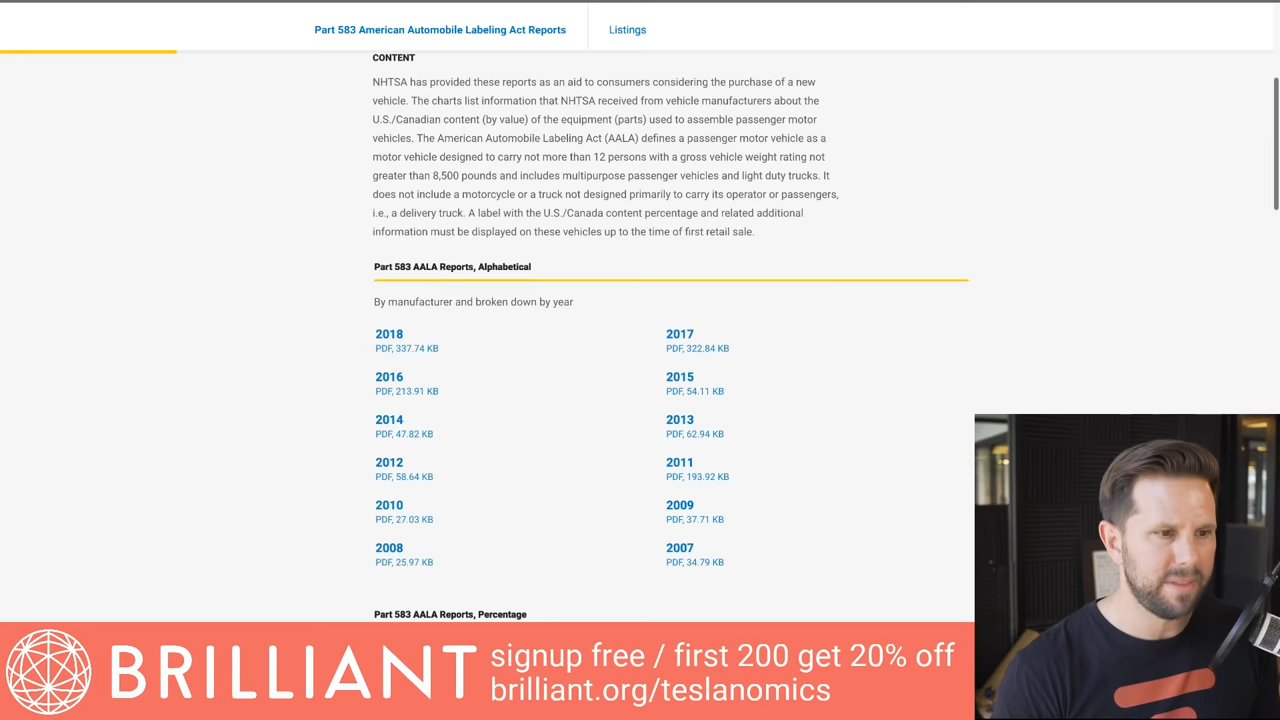 Part 583 American Automobile Labeling Act Reports
Listings
CONTENT
NHTSA has provided these reports as an aid to consumers considering the purchase of a new
vehicle. The charts list information that NHTSA received from vehicle manufacturers about the
U.S./Canadian content (by value) of the equipment (parts) used to assemble passenger motor
vehicles. The American Automobile Labeling Act (AALA) defines a passenger motor vehicle as a
motor vehicle designed to carry not more than 12 persons with a gross vehicle weight rating not
greater than 8,500 pounds and includes multipurpose passenger vehicles and light duty trucks. It
does not include a motorcycle or a truck not designed primarily to carry its operator or passengers,
i.e., a delivery truck. A label with the U.S./Canada content percentage and related additional
information must be displayed on these vehicles up to the time of first retail sale.
Part 583 AALA Reports, Alphabetical
By manufacturer and broken down by year
2018
PDF, 337.74 KB
2017
PDF, 322.84 KB
2016
PDF, 213.91 KB
2015
PDF, 54.11 KB
2014
PDF, 47.82 KB
2013
PDF, 62.94 KB
2012
PDF, 58.64 KB
2011
PDF, 193.92 KB
2010
PDF, 27.03 KB
2009
PDF, 37.71 KB
2008
PDF, 25.97 KB
2007
PDF, 34.79 KB
Part 583 AALA Reports, Percentage
BRILLIANT
signup free / first 200 get 20% off
brilliant.org/teslanomics